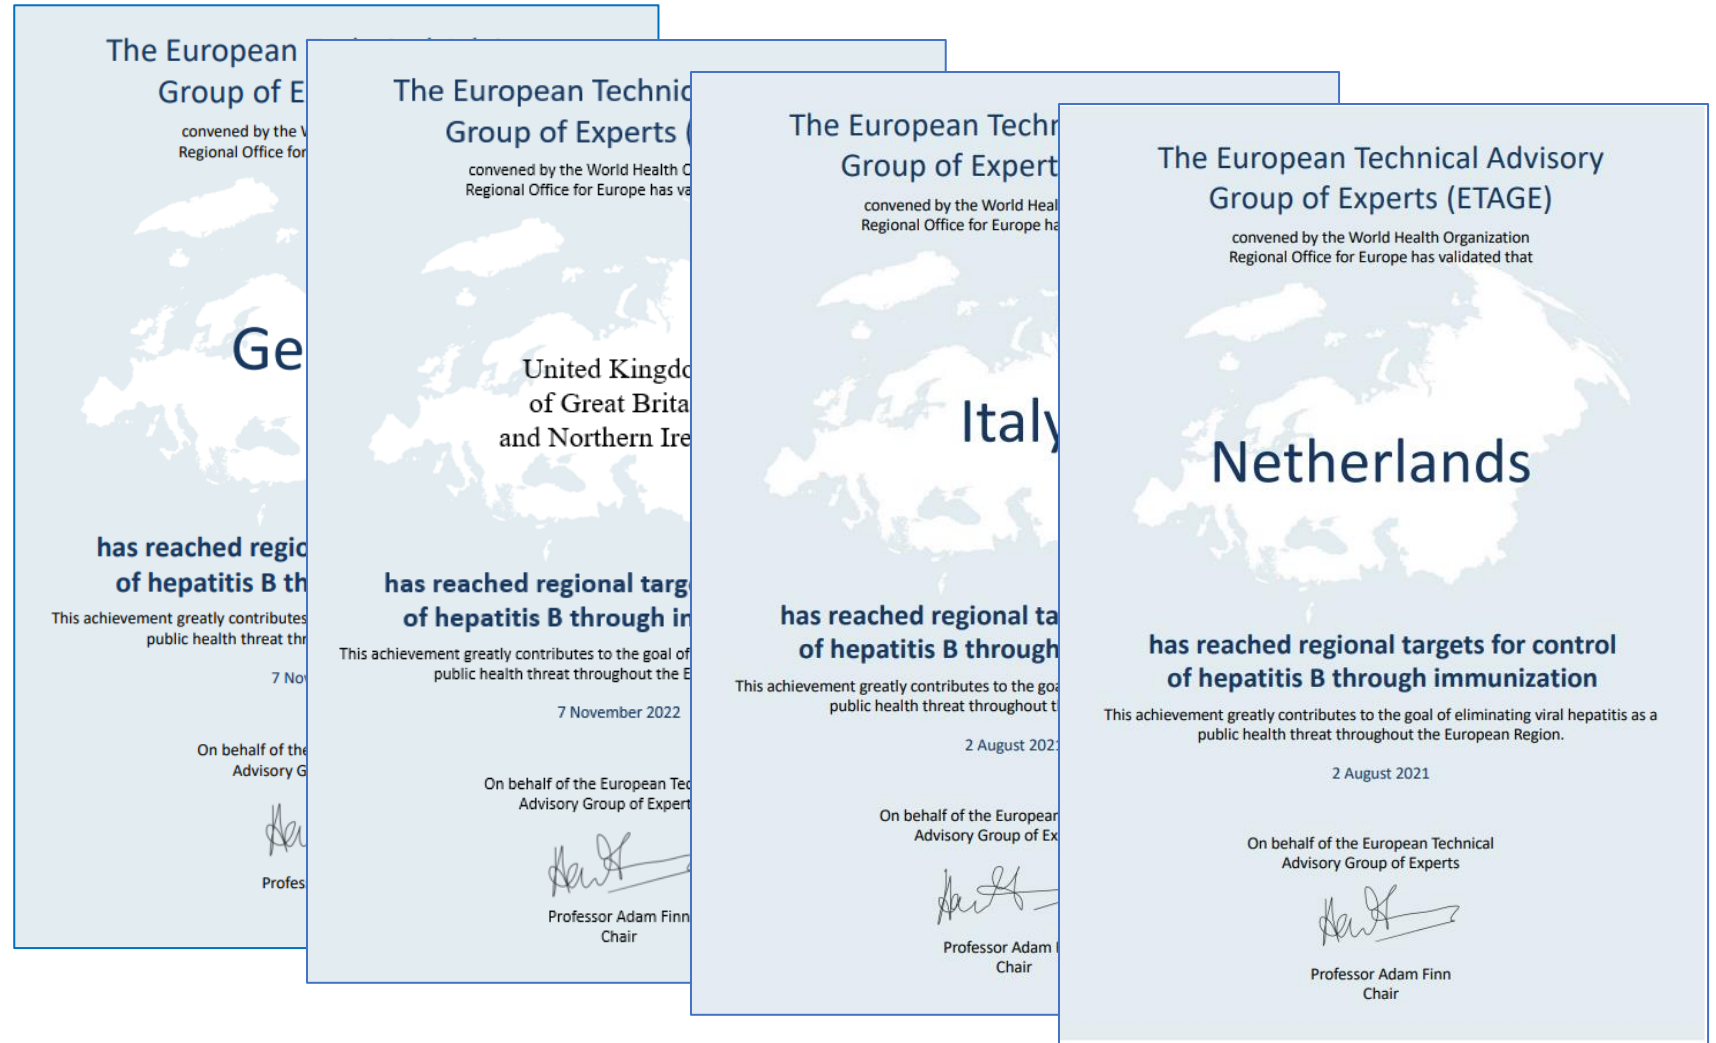 The European
Group of E
convened by the
Regional Office for
Ge
has reached regio
of hepatitis B th
This achievement greatly contributes
public health threat thr
7 Nov
On behalf of the
Advisory G
Profes
The European Technic
Group of Experts (
convened by the World Health O
Regional Office for Europe has va
United Kingdo
of Great Brita
and Northern Ire
has reached regional targe
of hepatitis B through im
This achievement greatly contributes to the goal of
public health threat throughout the E
7 November 2022
On behalf of the European Tec
Advisory Group of Expert
Professor Adam Finn
Chair
The European Techn
Group of Expert
convened by the World Heal
Regional Office for Europe ha
Italy
has reached regional ta
of hepatitis B through
This achievement greatly contributes to the goa
public health threat throughout t
2 August 2021
On behalf of the European
Advisory Group of Ex
Professor Adam
Chair
The European Technical Advisory
Group of Experts (ETAGE)
convened by the World Health Organization
Regional Office for Europe has validated that
Netherlands
has reached regional targets for control
of hepatitis B through immunization
This achievement greatly contributes to the goal of eliminating viral hepatitis as a
public health threat throughout the European Region.
2 August 2021
On behalf of the European Technical
Advisory Group of Experts
Professor Adam Finn
Chair